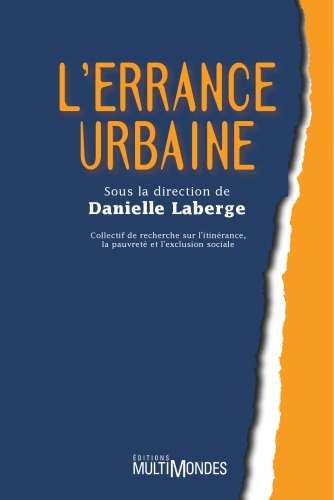 L'ERRANCE
URBAINE
Sous la direction de
Danielle Laberge
Collectif de recherche sur l'itinérance,
la pauvreté et l'exclusion sociale
ÉDITIONS
MULTIMONDES